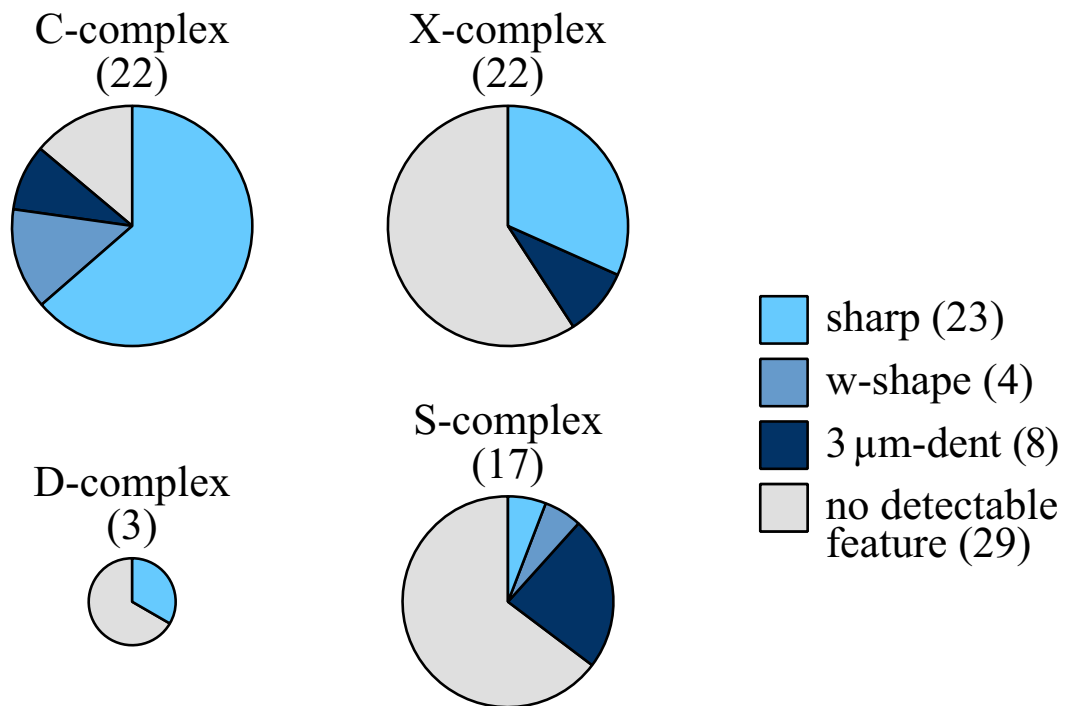 C-complex
(22)
X-complex
(22)
D-complex
(3)
S-complex
(17)
sharp (23)
w-shape (4)
3 µm-dent (8)
no detectable
feature (29)